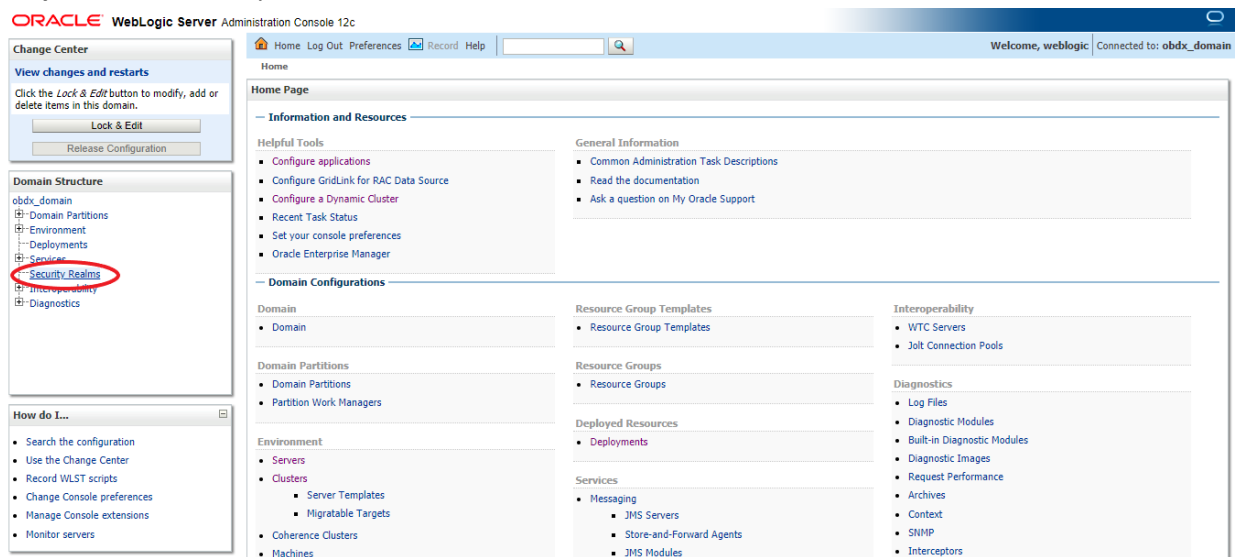 ORACLE WebLogic Server Administration Console 12c
Change Center
View changes and restarts
Click the Lock & Edit button to modify, add or
delete items in this domain.
Lock & Edit
Release Configuration
Domain Structure
obdx_domain
Domain Partitions
Environment
Deployments
Services
Security Realms
Interoperability
Diagnostics
How do I...
Search the configuration
Use the Change Center
Record WLST scripts
Change Console preferences
Manage Console extensions
Monitor servers
Home Log Out Preferences Record Help
Welcome, weblogic Connected to: obdx_domain
Home
Home Page
Information and Resources
Helpful Tools
Configure applications
Configure GridLink for RAC Data Source
Configure a Dynamic Cluster
Recent Task Status
Set your console preferences
Oracle Enterprise Manager
General Information
Common Administration Task Descriptions
Read the documentation
Ask a question on My Oracle Support
Domain Configurations
Domain
Domain
Domain Partitions
Domain Partitions
Partition Work Managers
Environment
Servers
Clusters
Server Templates
Migratable Targets
Coherence Clusters
Machines
Resource Group Templates
Resource Group Templates
Resource Groups
Resource Groups
Deployed Resources
Deployments
Services
Messaging
JMS Servers
Store-and-Forward Agents
JMS Modules
Interoperability
WTC Servers
Jolt Connection Pools
Diagnostics
Log Files
Diagnostic Modules
Built-in Diagnostic Modules
Diagnostic Images
Request Performance
Archives
Context
SNMP
Interceptors